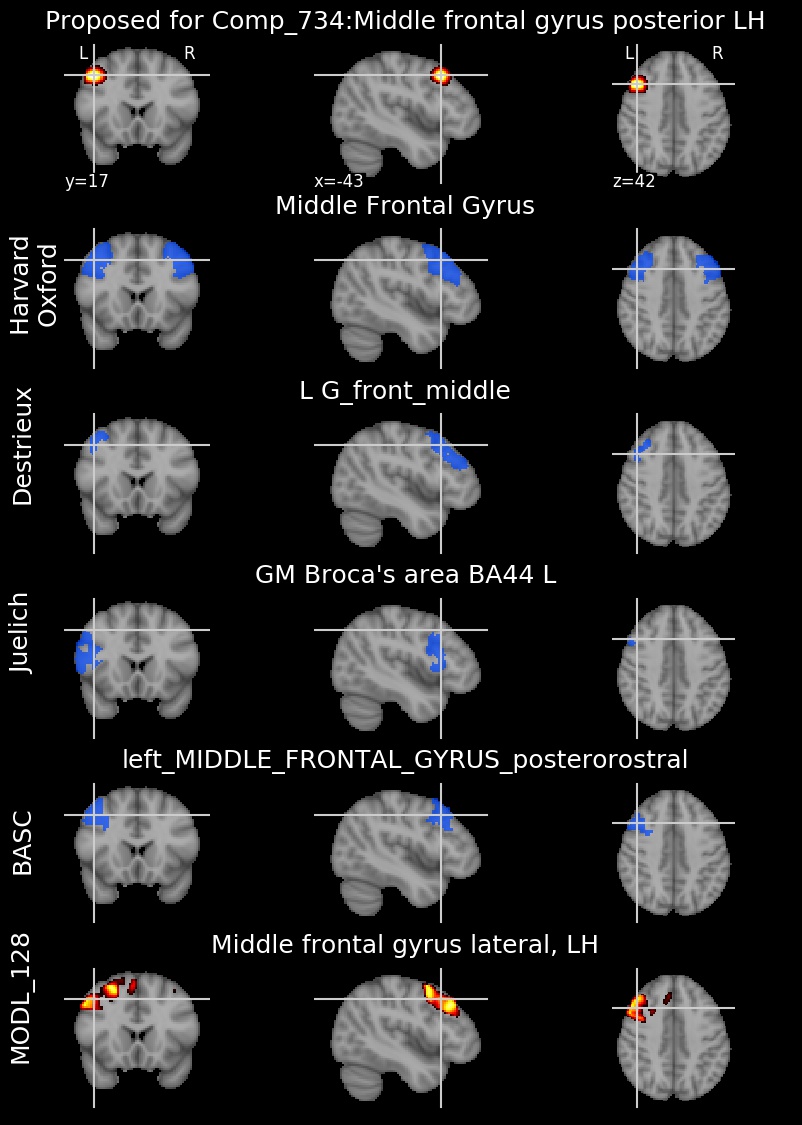 Proposed for Comp_734:Middle frontal gyrus posterior LH
L R L R
y=17 x=-43 z=42
Middle Frontal Gyrus
Harvard
Oxford
L G_front_middle
Destrieux
GM Broca's area BA44 L
Juelich
left_MIDDLE_FRONTAL_GYRUS_posterorostral
BASC
Middle frontal gyrus lateral, LH
MODL_128